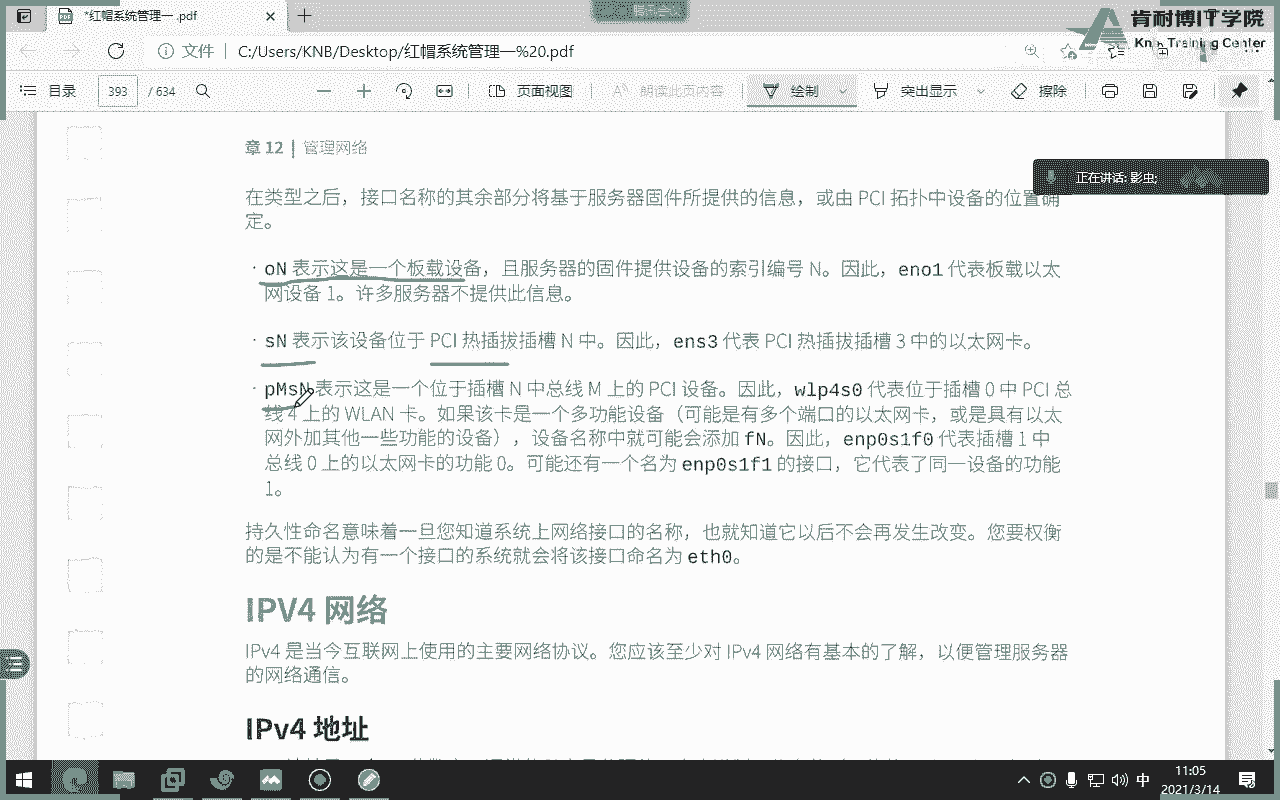 *红帽系统管理一 .pdf
肯耐博IT学院
文件
C:/Users/KNB/Desktop/红帽系统管理一%20.pdf
目录
393
/ 634
页面视图
朗读此页内容
绘制
突出显示
擦除
章 12 | 管理网络
正在讲话: 影虫;
在类型之后，接口名称的其余部分将基于服务器固件所提供的信息，或由 PCI 拓扑中设备的位置确
定。
· oN 表示这是一个板载设备，且服务器的固件提供设备的索引编号 N。因此，eno1 代表板载以太
网设备 1。许多服务器不提供此信息。
· sN 表示该设备位于 PCI 热插拔插槽 N 中。因此，ens3 代表 PCI 热插拔插槽 3 中的以太网卡。
· pMsN 表示这是一个位于插槽 N 中总线 M 上的 PCI 设备。因此，wlp4s0 代表位于插槽 0 中 PCI 总
线 4 上的 WLAN 卡。如果该卡是一个多功能设备（可能是有多个端口的以太网卡，或是具有以太
网外加其他一些功能的设备），设备名称中就可能会添加 fN。因此，enp0s1f0 代表插槽 1 中
总线 0 上的以太网卡的功能 0。可能还有一个名为 enp0s1f1 的接口，它代表了同一设备的功能
1。
持久性命名意味着一旦您知道系统上网络接口的名称，也就知道它以后不会再发生改变。您要权衡
的是不能认为有一个接口的系统就会将该接口命名为 eth0。
IPV4 网络
IPv4 是当今互联网上使用的主要网络协议。您应该至少对 IPv4 网络有基本的了解，以便管理服务器
的网络通信。
IPv4 地址
中
11:05
2021/3/14